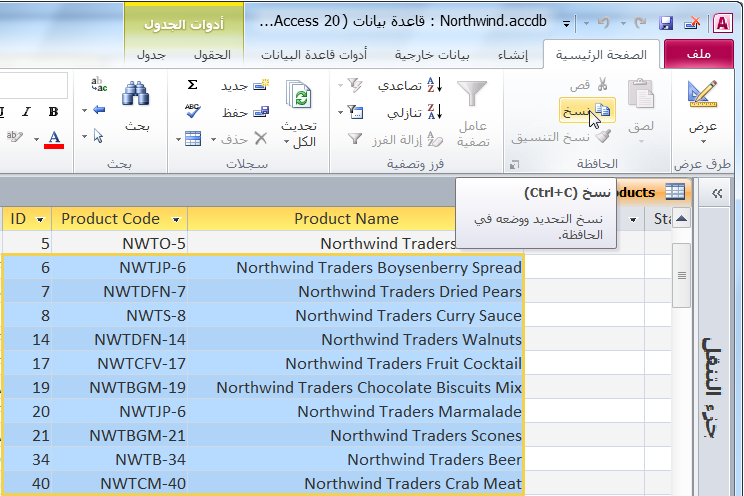 Northwind.accdb : قاعدة بيانات (Access 20...
أدوات الجدول
ملف
الصفحة الرئيسية
إنشاء
بيانات خارجية
أدوات قاعدة البيانات
الحقول
جدول
عرض
طرق عرض
لصق
قص
نسخ
نسخ التنسيق
الحافظة
عامل تصفية
تصاعدي
تنازلي
إزالة الفرز
فرز وتصفية
تحديث الكل
جديد
حفظ
حذف
سجلات
بحث
بحث
نسخ (Ctrl+C)
نسخ التحديد ووضعه في
الحافظة.
oducts
جزء التنقل
ID Product Code Product Name Sta
5 NWTO-5 Northwind Traders
6 NWTJP-6 Northwind Traders Boysenberry Spread
7 NWTDFN-7 Northwind Traders Dried Pears
8 NWTS-8 Northwind Traders Curry Sauce
14 NWTDFN-14 Northwind Traders Walnuts
17 NWTCFV-17 Northwind Traders Fruit Cocktail
19 NWTBGM-19 Northwind Traders Chocolate Biscuits Mix
20 NWTJP-6 Northwind Traders Marmalade
21 NWTBGM-21 Northwind Traders Scones
34 NWTB-34 Northwind Traders Beer
40 NWTCM-40 Northwind Traders Crab Meat